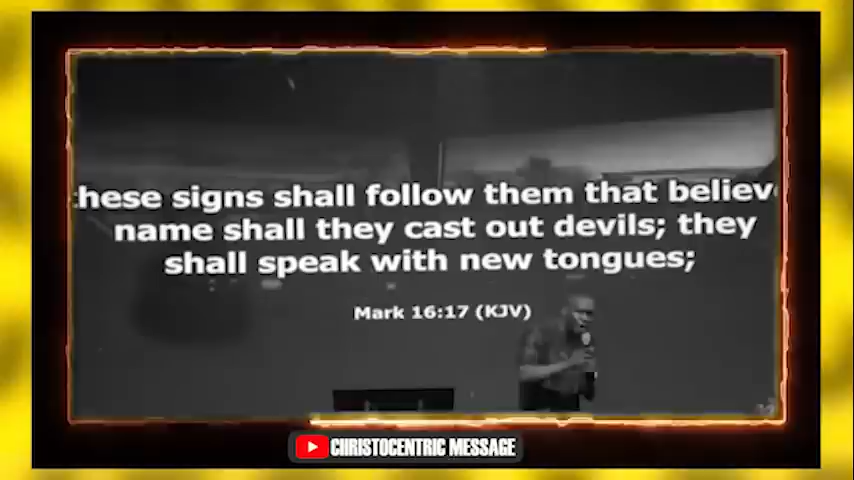 these signs shall follow them that believe
name shall they cast out devils; they
shall speak with new tongues;
Mark 16:17 (KJV)
CHRISTOCENTRIC MESSAGE